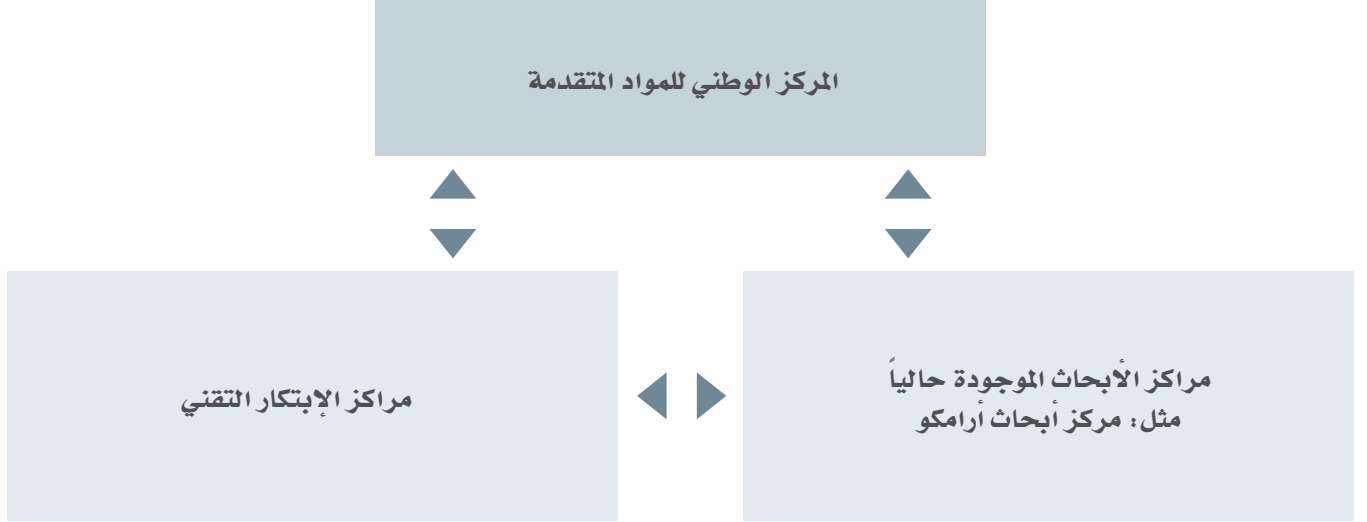 المركز الوطني للمواد المتقدمة
مراكز الأبحاث الموجودة حالياً
مثل: مركز أبحاث أرامكو
مراكز الإبتكار التقني